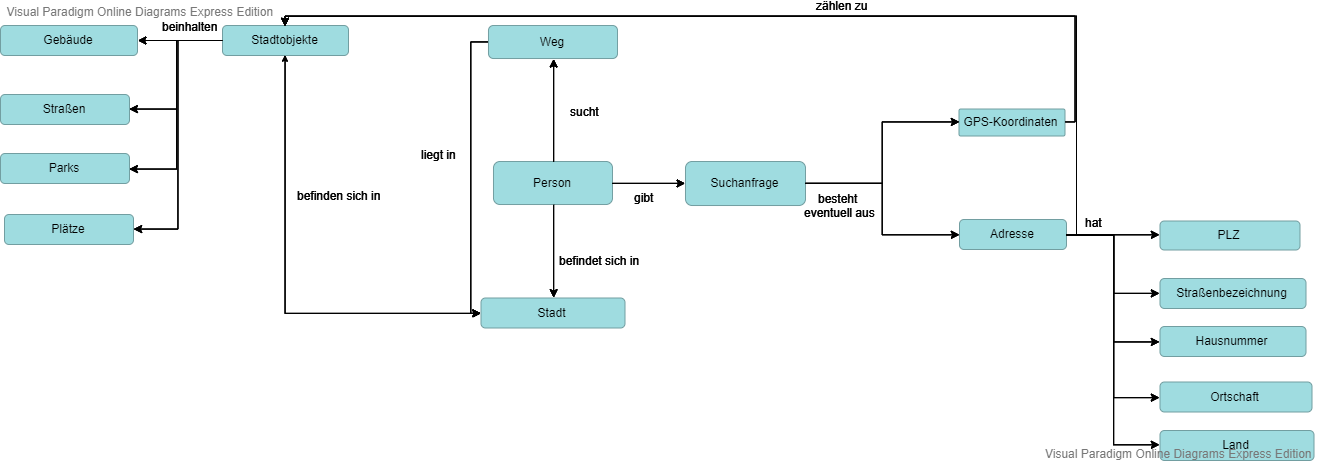 Visual Paradigm Online Diagrams Express Edition
zählen zu
beinhalten
Gebäude
Stadtobjekte
Weg
Straßen
sucht
GPS-Koordinaten
liegt in
Parks
Person
Suchanfrage
befinden sich in
gibt
besteht
eventuell aus
Plätze
Adresse
hat
PLZ
befindet sich in
Straßenbezeichnung
Stadt
Hausnummer
Ortschaft
Land
Visual Paradigm Online Diagrams Express Edition